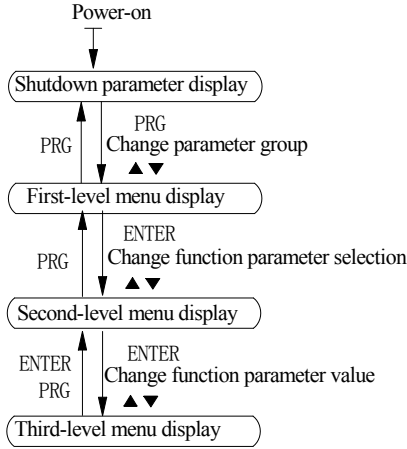 Power-on
Shutdown parameter display
PRG
PRG
Change parameter group
▲ ▼
First-level menu display
ENTER
PRG
Change function parameter selection
▲ ▼
Second-level menu display
ENTER
ENTER
PRG
Change function parameter value
▲ ▼
Third-level menu display